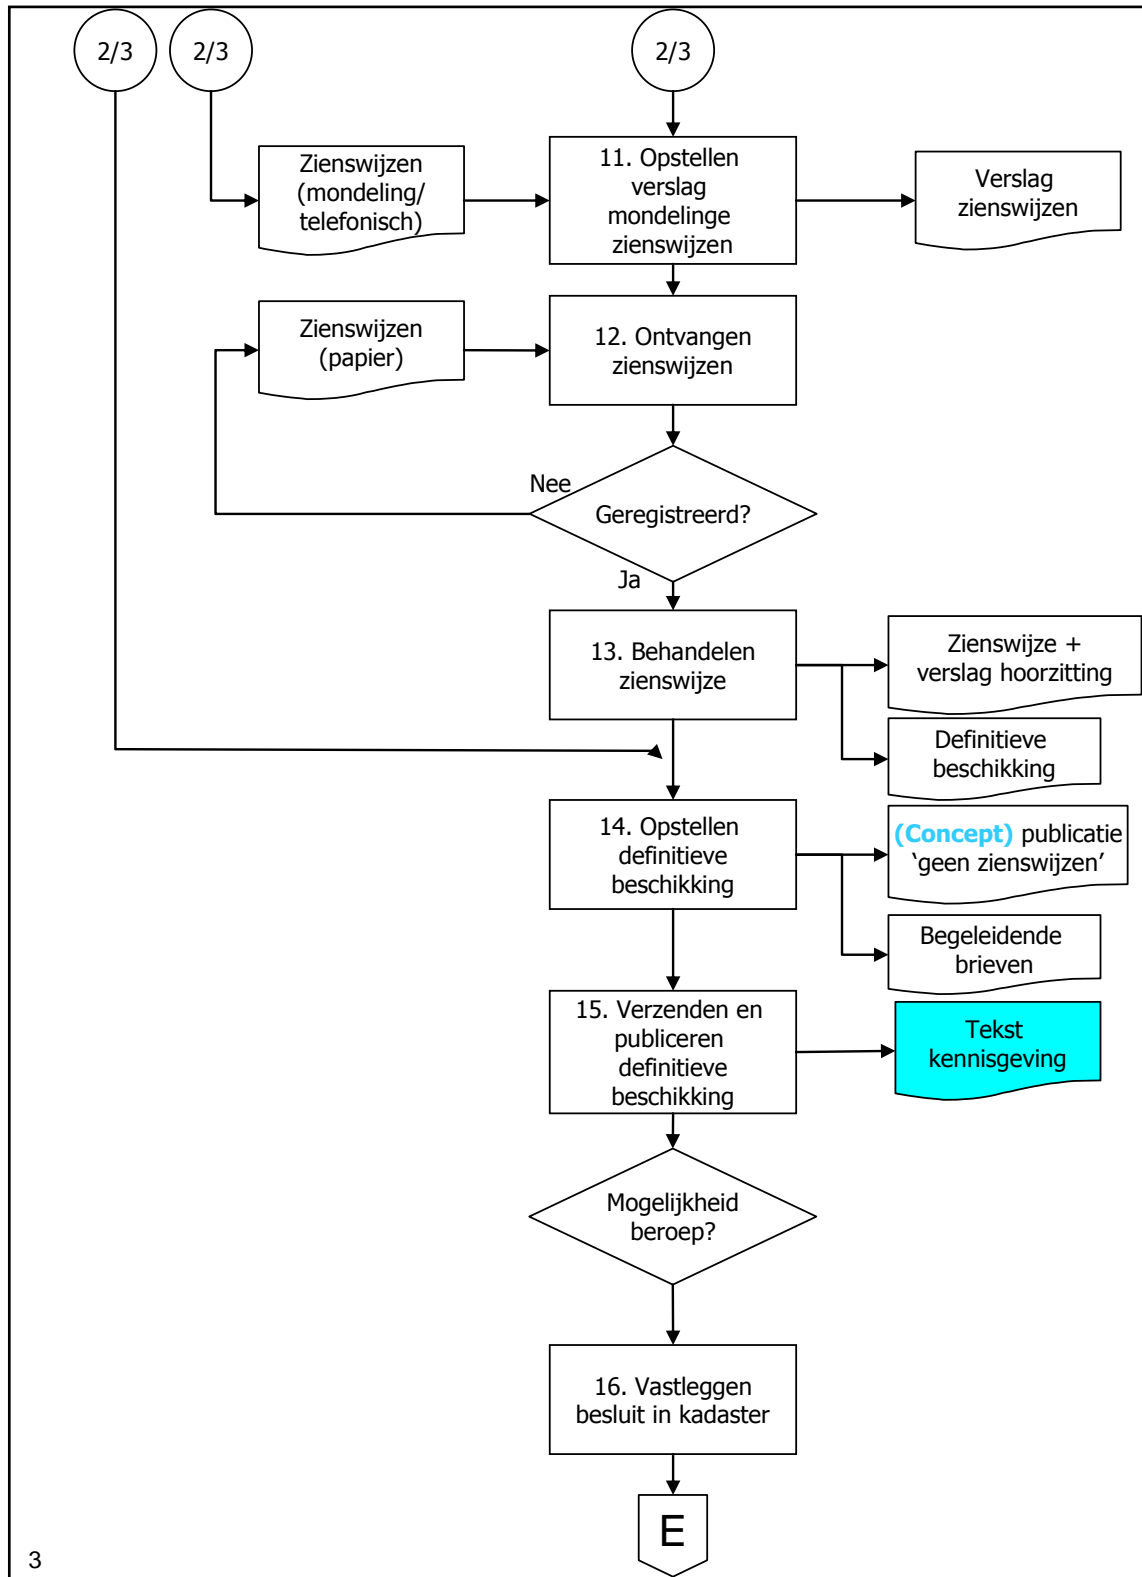 2/3
2/3
2/3
Zienswijzen
(mondeling/
telefonisch)
11. Opstellen
verslag
mondelinge
zienswijzen
Verslag
zienswijzen
Zienswijzen
(papier)
12. Ontvangen
zienswijzen
Nee
Geregistreerd?
Ja
13. Behandelen
zienswijze
Zienswijze +
verslag hoorzitting
Definitieve
beschikking
14. Opstellen
definitieve
beschikking
(Concept) publicatie
‘geen zienswijzen’
Begeleidende
brieven
15. Verzenden en
publiceren
definitieve
beschikking
Tekst
kennisgeving
Mogelijkheid
beroep?
16. Vastleggen
besluit in kadaster
E
3